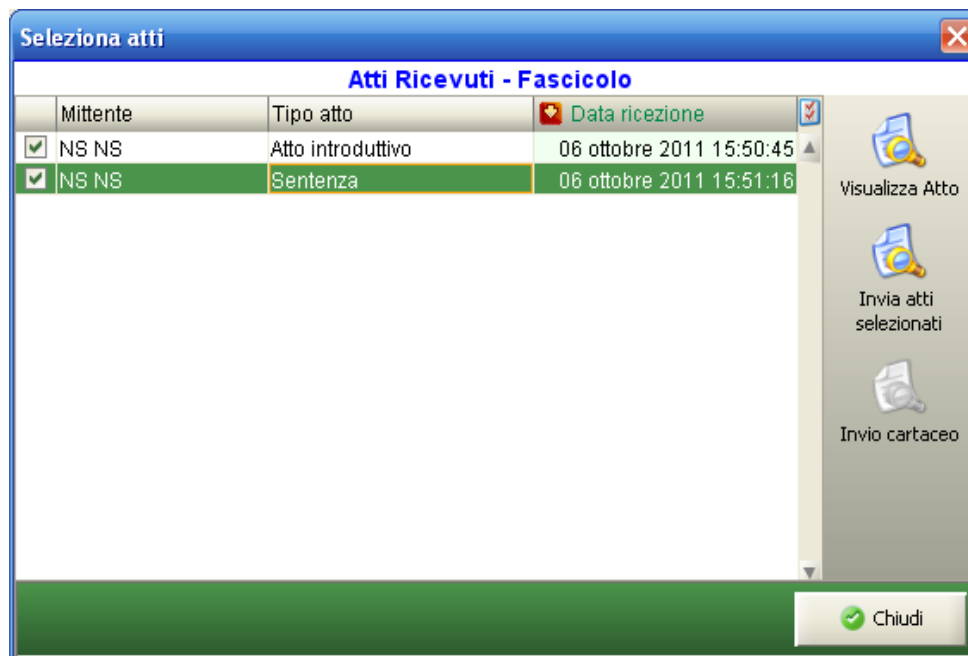 Seleziona atti
Atti Ricevuti - Fascicolo
Mittente Tipo atto Data ricezione
NS NS Atto introduttivo 06 ottobre 2011 15:50:45
NS NS Sentenza 06 ottobre 2011 15:51:16
Visualizza Atto
Invia atti
selezionati
Invio cartaceo
Chiudi